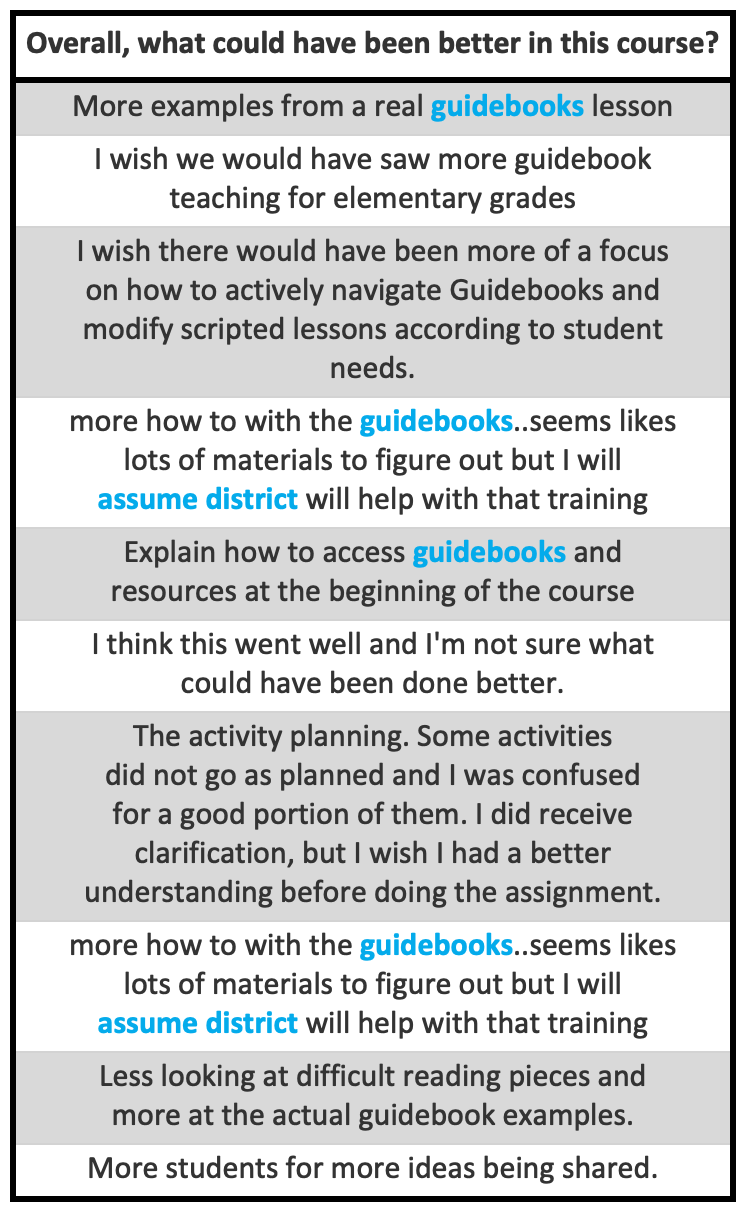 Overall, what could have been better in this course?
More examples from a real guidebooks lesson
I wish we would have saw more guidebook
teaching for elementary grades
I wish there would have been more of a focus
on how to actively navigate Guidebooks and
modify scripted lessons according to student
needs.
more how to with the guidebooks..seems likes
lots of materials to figure out but I will
assume district will help with that training
Explain how to access guidebooks and
resources at the beginning of the course
I think this went well and I'm not sure what
could have been done better.
The activity planning. Some activities
did not go as planned and I was confused
for a good portion of them. I did receive
clarification, but I wish I had a better
understanding before doing the assignment.
more how to with the guidebooks..seems likes
lots of materials to figure out but I will
assume district will help with that training
Less looking at difficult reading pieces and
more at the actual guidebook examples.
More students for more ideas being shared.